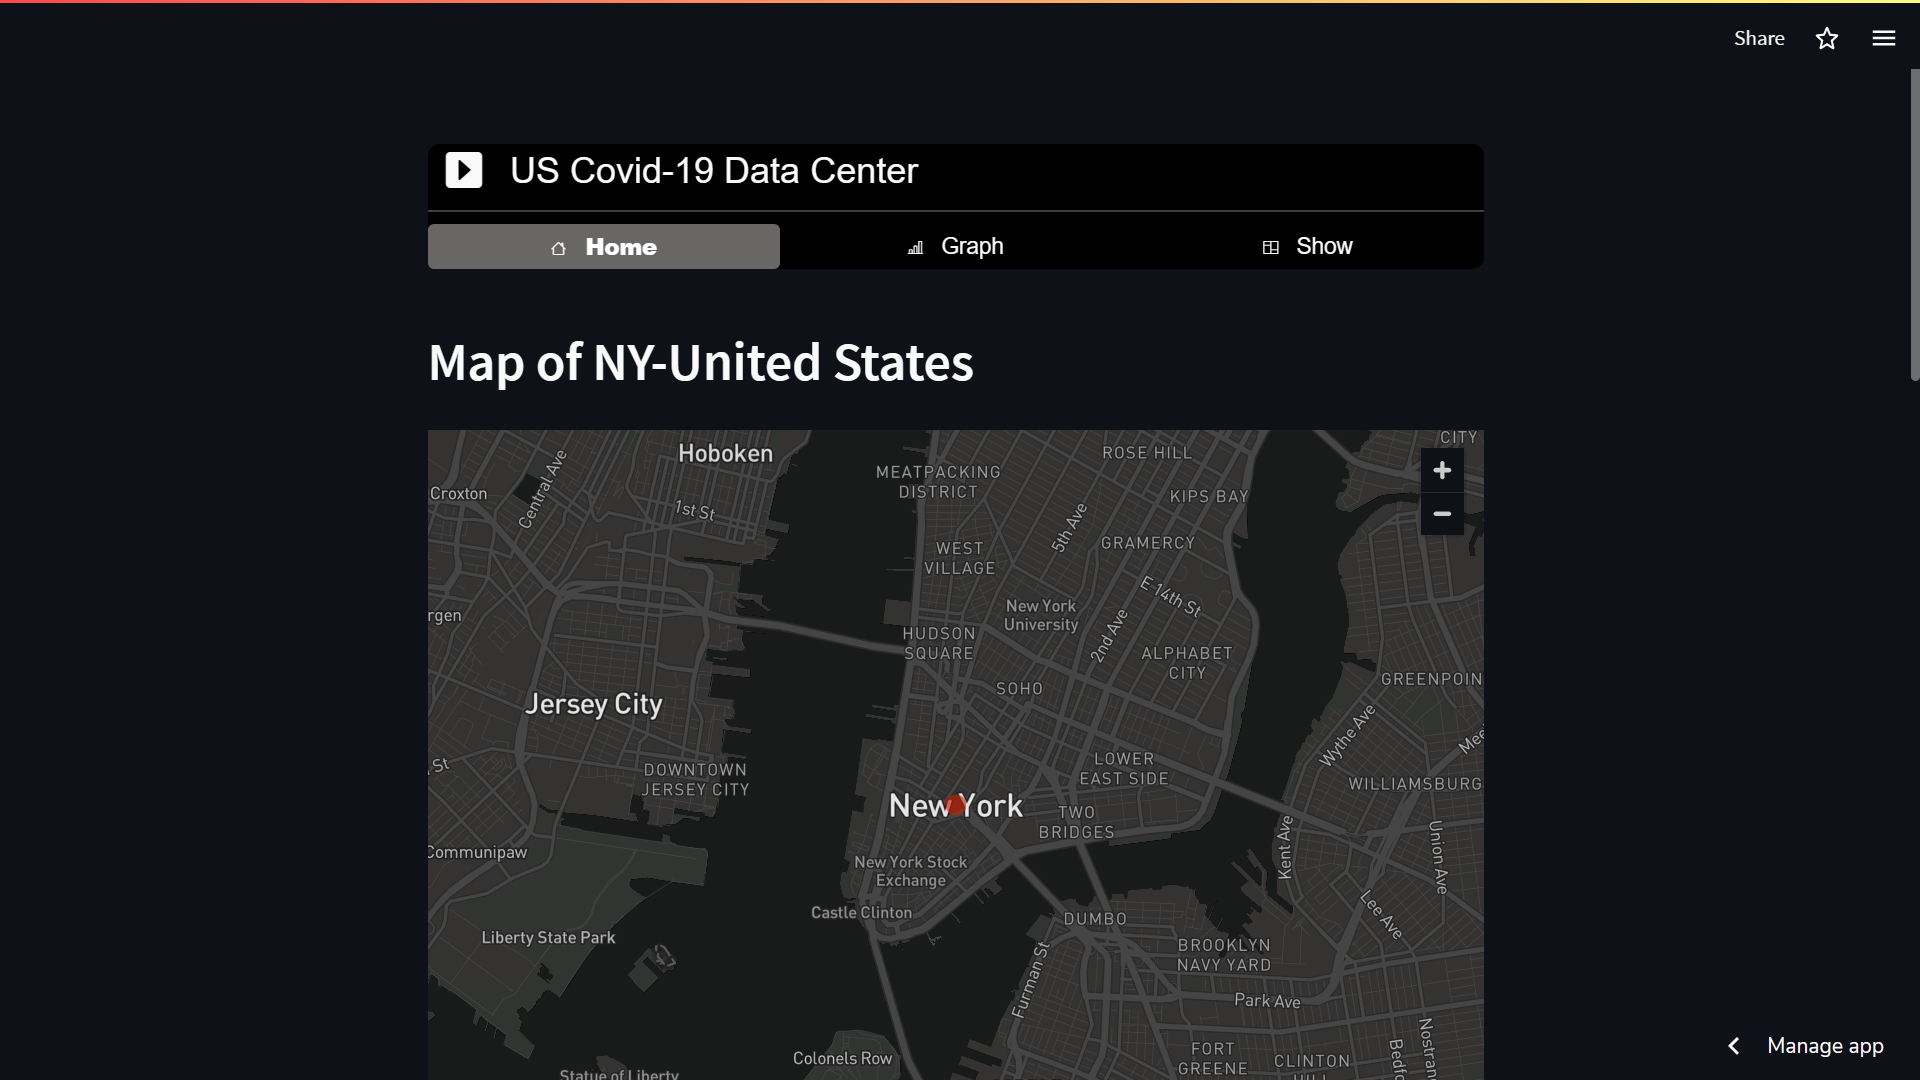 Share
US Covid-19 Data Center
Home
Graph
Show
Map of NY-United States
CITY
Hoboken
ROSE HILL
MEATPACKING
DISTRICT
Croxton
Central Ave
1st St
KIPS BAY
5th Ave
GRAMERCY
WEST
VILLAGE
E 14th St
New York
University
rgen
2nd Ave
HUDSON
SQUARE
ALPHABET
CITY
GREENPOIN
SOHO
Jersey City
Wythe Ave
Mee
St
DOWNTOWN
JERSEY CITY
LOWER
EAST SIDE
WILLIAMSBURG
New York
TWO
BRIDGES
Kent Ave
Union Ave
Communipaw
New York Stock
Exchange
Castle Clinton
Lee Ave
DUMBO
Liberty State Park
BROOKLYN
NAVY YARD
Furman St
Park Ave
Nostran
Bedfo
Colonels Row
FORT
GREENE
CLINTON
HILL
Statue of Liberty
Manage app